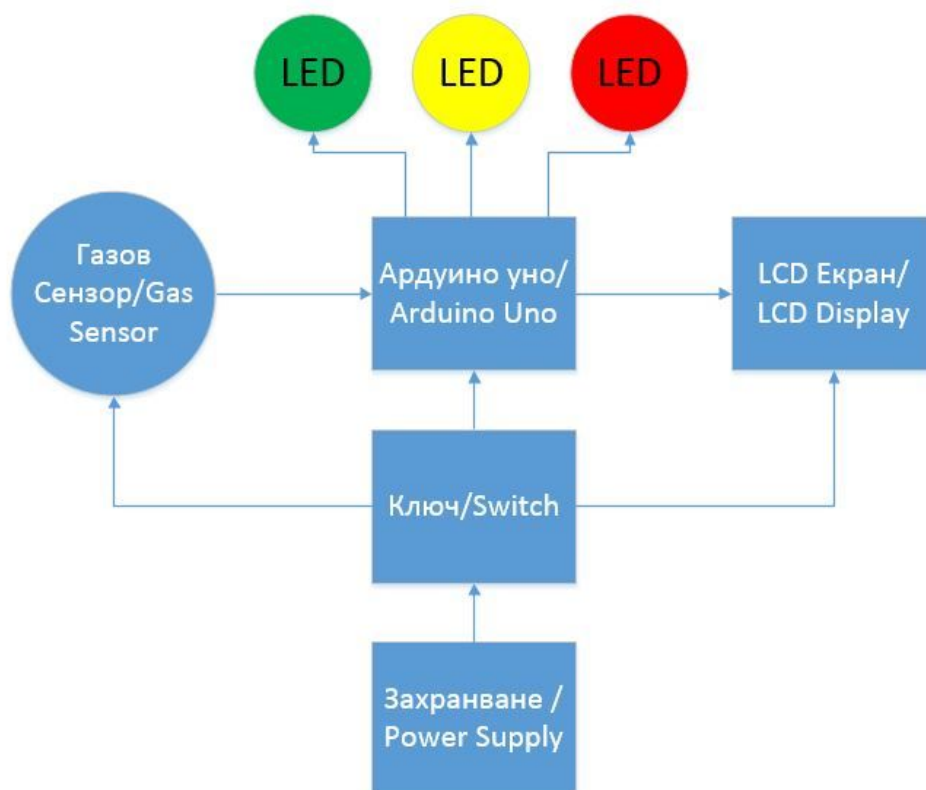 LED
LED
LED
Газов
Сензор/Gas
Sensor
Ардуино уно/
Arduino Uno
LCD Екран/
LCD Display
Ключ/Switch
Захранване /
Power Supply